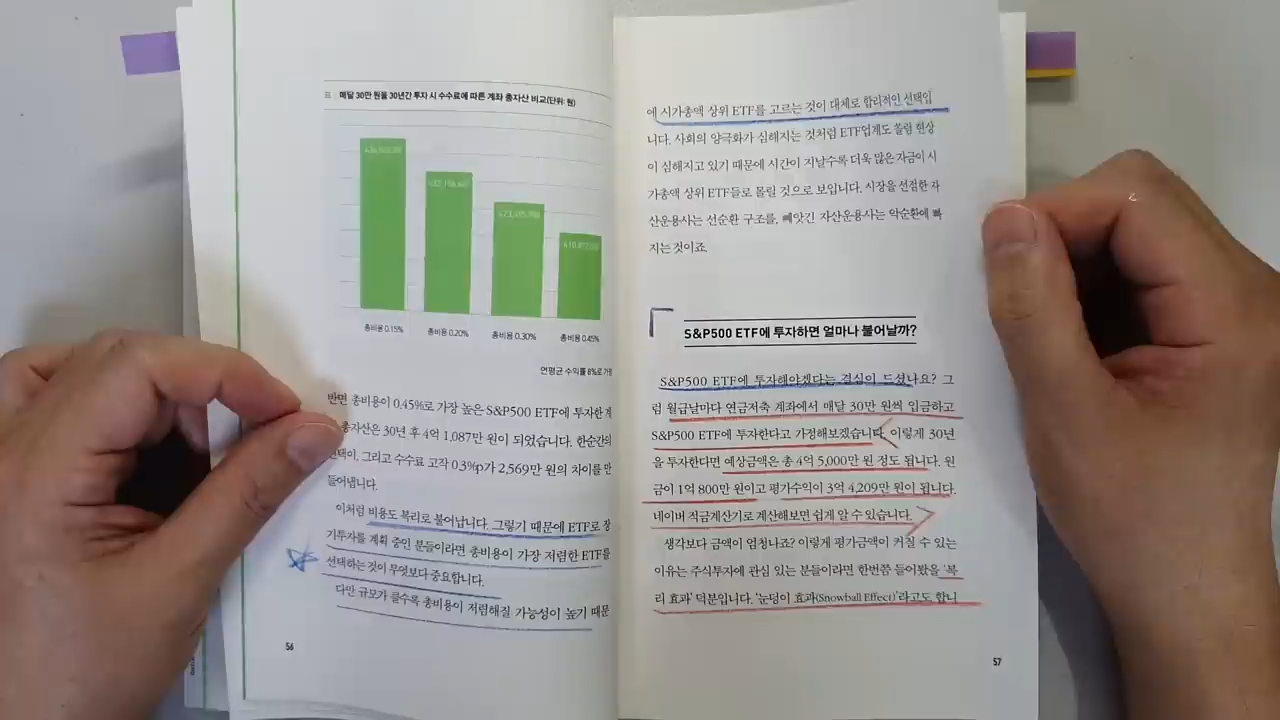 표 매달 30만 원을 30년간 투자 시 수수료에 따른 계좌 총자산 비교(단위: 원)
총비용 0.15%
총비용 0.20%
총비용 0.30%
총비용 0.45%
연평균 수익률 8%로 가정
반면 총비용이 0.45%로 가장 높은 S&P500 ETF에 투자한 계
총자산은 30년 후 4억 1,087만 원이 되었습니다. 한순간의
선택이, 그리고 수수료 고작 0.3%p가 2,569만 원의 차이를 만
들어냅니다.
이처럼 비용도 복리로 불어납니다. 그렇기 때문에 ETF로 장
기투자를 계획 중인 분들이라면 총비용이 가장 저렴한 ETF를
선택하는 것이 무엇보다 중요합니다.
다만 규모가 클수록 총비용이 저렴해질 가능성이 높기 때문
56
에 시가총액 상위 ETF를 고르는 것이 대체로 합리적인 선택입
니다. 사회의 양극화가 심해지는 것처럼 ETF업계도 쏠림 현상
이 심해지고 있기 때문에 시간이 지날수록 더욱 많은 자금이 시
가총액 상위 ETF들로 몰릴 것으로 보입니다. 시장을 선점한 자
산운용사는 선순환 구조를, 빼앗긴 자산운용사는 악순환에 빠
지는 것이죠.
S&P500 ETF에 투자하면 얼마나 불어날까?
S&P500 ETF에 투자해야겠다는 결심이 드셨나요? 그
럼 월급날마다 연금저축 계좌에서 매달 30만 원씩 입금하고
S&P500 ETF에 투자한다고 가정해보겠습니다. 이렇게 30년
을 투자한다면 예상금액은 총 4억 5,000만 원 정도 됩니다. 원
금이 1억 800만 원이고 평가수익이 3억 4,209만 원이 됩니다.
네이버 적금계산기로 계산해보면 쉽게 알 수 있습니다.
생각보다 금액이 엄청나죠? 이렇게 평가금액이 커질 수 있는
이유는 주식투자에 관심 있는 분들이라면 한번쯤 들어봤을 '복
리 효과' 덕분입니다. '눈덩이 효과(Snowball Effect)'라고도 합니
57